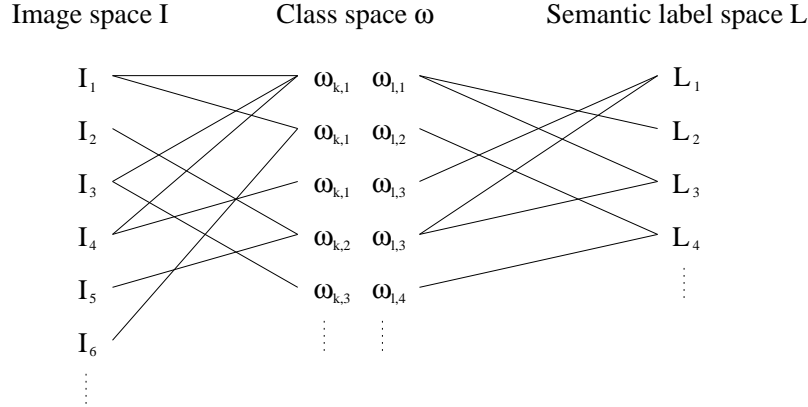 Image space I Class space ω Semantic label space L
I₁ ωₖ,₁ ωₗ,₁ L₁
I₂ ωₖ,₁ ωₗ,₂ L₂
I₃ ωₖ,₁ ωₗ,₃ L₃
I₄ ωₖ,₂ ωₗ,₃ L₄
I₅ ωₖ,₃ ωₗ,₄
I₆